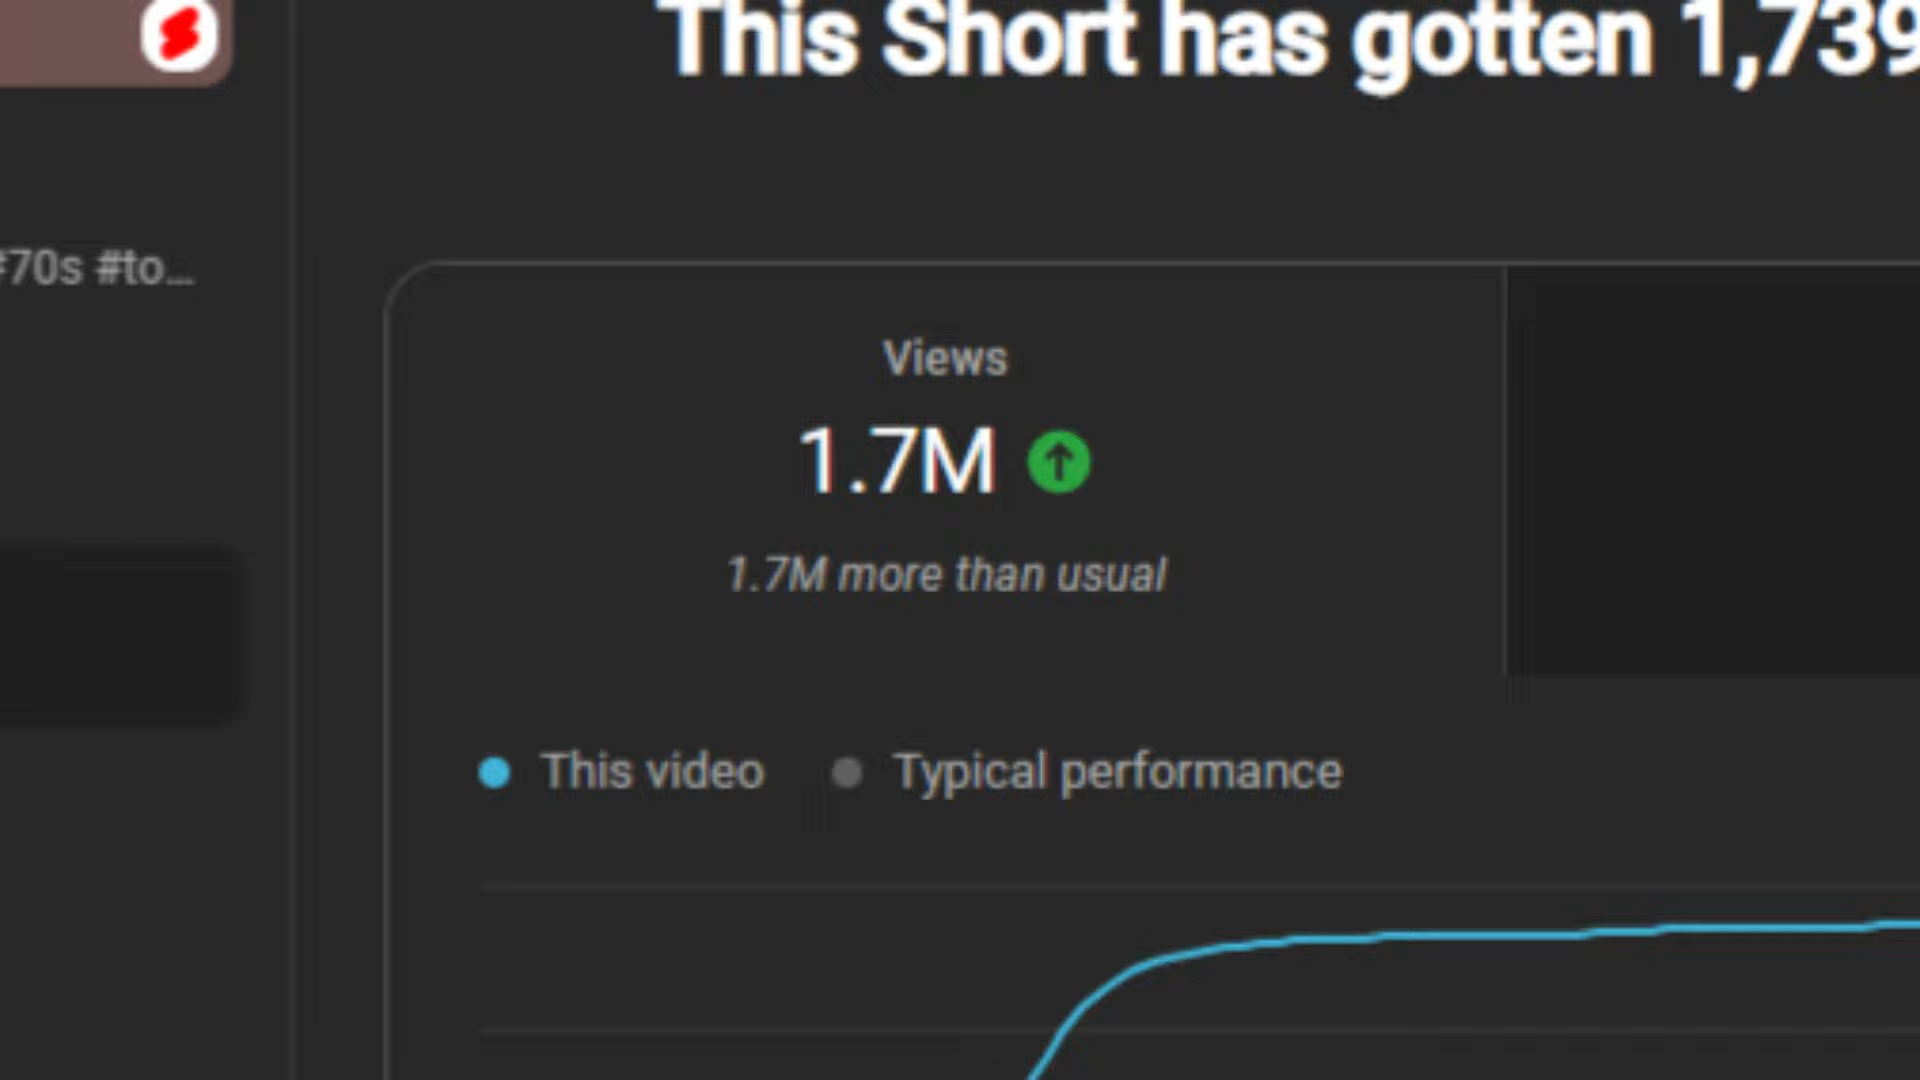 This Short has gotten 1,739
#70s #to...
Views
1.7M
1.7M more than usual
This video
Typical performance